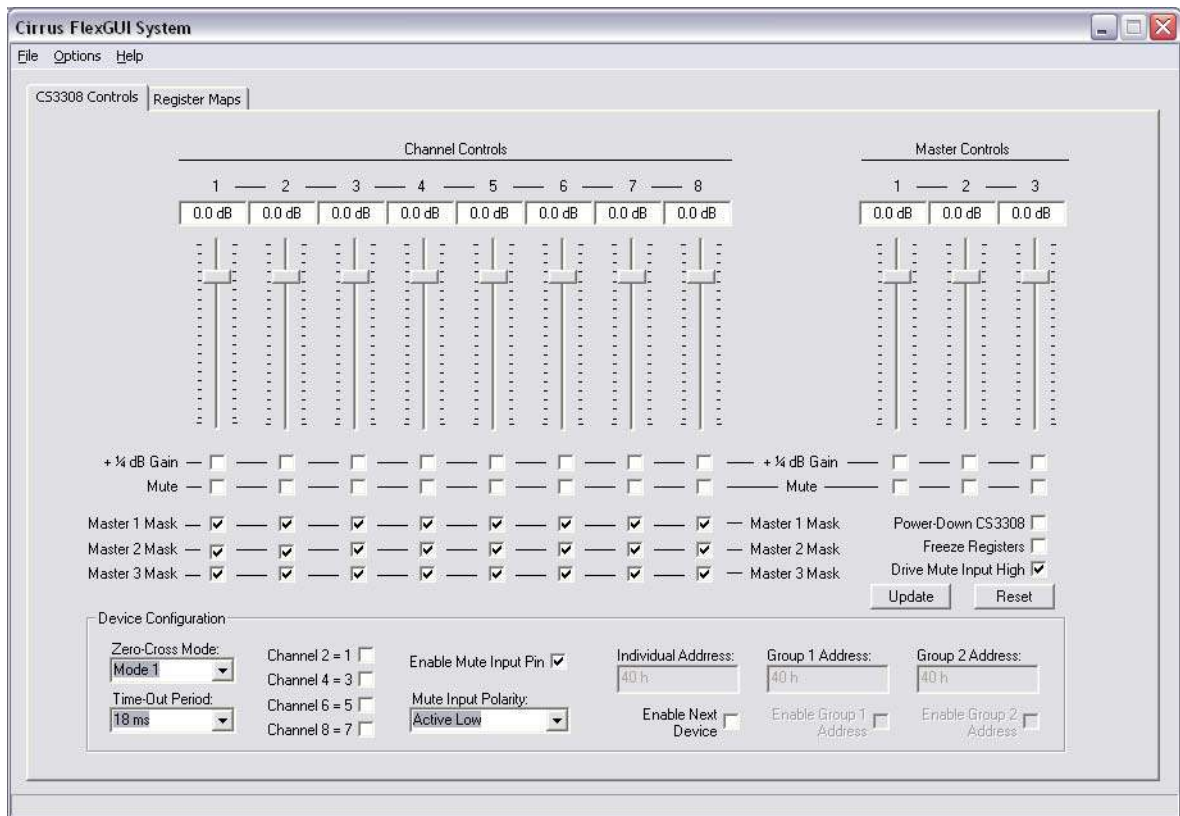 Cirrus FlexGUI System
File Options Help
CS3308 Controls Register Maps
Channel Controls Master Controls
1 2 3 4 5 6 7 8 1 2 3
0.0 dB 0.0 dB 0.0 dB 0.0 dB 0.0 dB 0.0 dB 0.0 dB 0.0 dB 0.0 dB 0.0 dB 0.0 dB
+ ¼ dB Gain + ¼ dB Gain
Mute Mute
Master 1 Mask Master 1 Mask Power-Down CS3308
Master 2 Mask Master 2 Mask Freeze Registers
Master 3 Mask Master 3 Mask Drive Mute Input High
Update Reset
Device Configuration
Zero-Cross Mode:
Mode 1
Time-Out Period:
18 ms
Channel 2 = 1
Channel 4 = 3
Channel 6 = 5
Channel 8 = 7
Enable Mute Input Pin
Mute Input Polarity:
Active Low
Individual Addrress:
40 h
Enable Next
Device
Group 1 Address:
40 h
Enable Group 1
Address
Group 2 Address:
40 h
Enable Group 2
Address